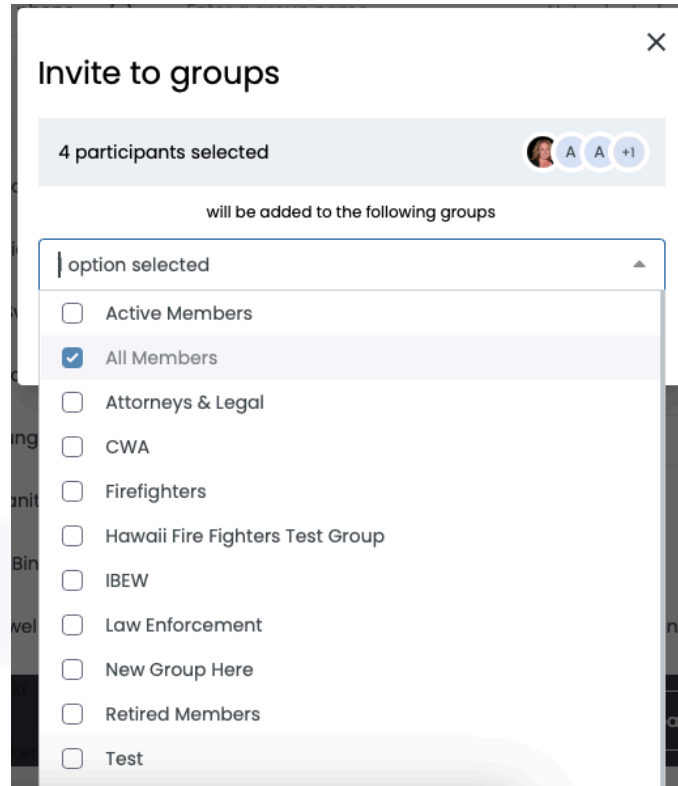 Invite to groups
4 participants selected
A A +1
will be added to the following groups
option selected
Active Members
All Members
Attorneys & Legal
CWA
Firefighters
Hawaii Fire Fighters Test Group
IBEW
Law Enforcement
New Group Here
Retired Members
Test